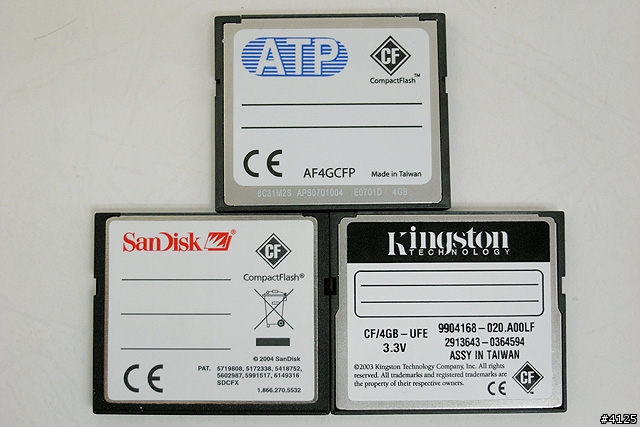 ATP
CF
CompactFlash™
CE AF4GCFP Made in Taiwan
6C31M2S AP50701004 E0701D 4GB
SanDisk
CF
CompactFlash®
© 2004 SanDisk
PAT. 5719808, 5172338, 5418752,
5602987, 5991517, 6149316
SDCFX
CE
1.866.270.5532
Kingston
TECHNOLOGY
CF/4GB-UFE 9904168-020.A00LF
3.3V 2913643-0364594
ASSY IN TAIWAN
©2003 Kingston Technology Company, Inc. All rights
reserved. All trademarks and registered trademarks are
the property of their respective owners.
CE CF
#4125